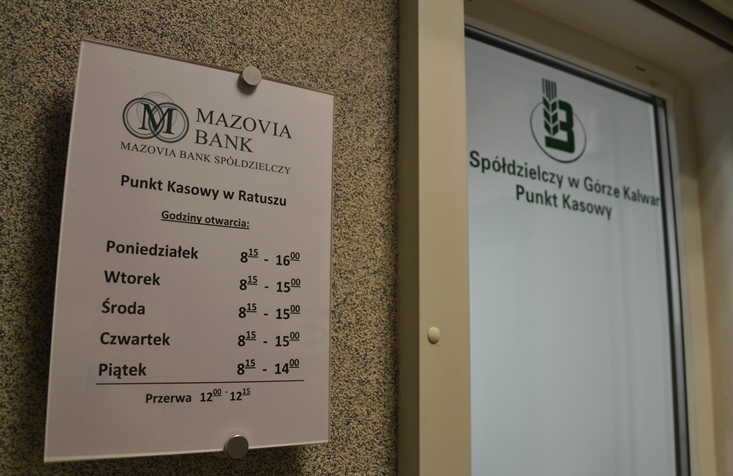 M
MAZOVIA
BANK
MAZOVIA BANK SPÓŁDZIELCZY
Punkt Kasowy w Ratuszu
Godziny otwarcia:
Poniedziałek 8¹⁵ - 16⁰⁰
Wtorek 8¹⁵ - 15⁰⁰
Środa 8¹⁵ - 15⁰⁰
Czwartek 8¹⁵ - 15⁰⁰
Piątek 8¹⁵ - 14⁰⁰
Przerwa 12⁰⁰ - 12¹⁵
B
Spółdzielczy w Górze Kalwar
Punkt Kasowy